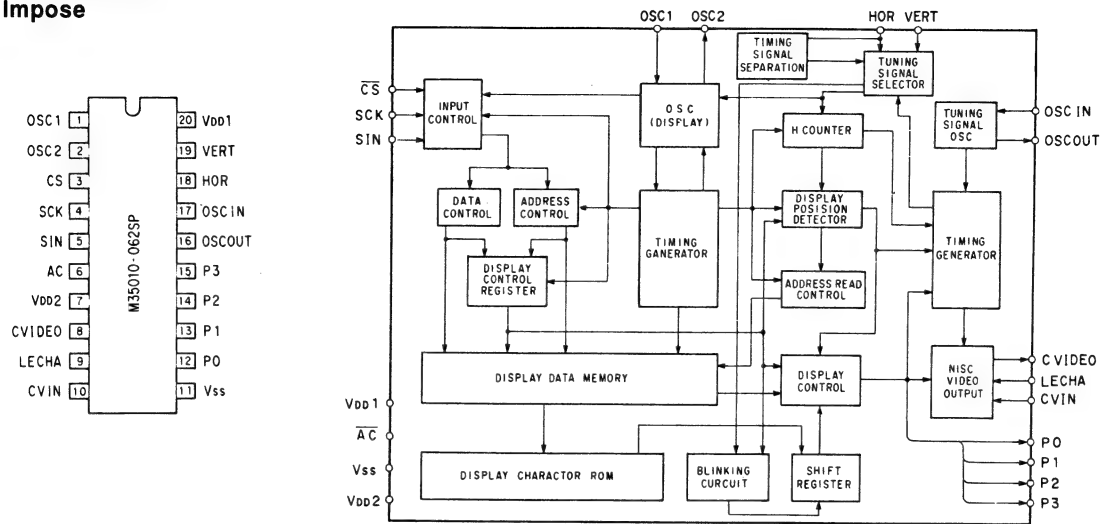 Impose
OSC1 1
OSC2 2
CS 3
SCK 4
SIN 5
AC 6
VDD2 7
CVIDEO 8
LECHA 9
CVIN 10
M35010-062SP
20 VDD1
19 VERT
18 HOR
17 OSCIN
16 OSCOUT
15 P3
14 P2
13 P1
12 P0
11 Vss
OSC1 OSC2
HOR VERT
CS
SCK
SIN
INPUT
CONTROL
OSC
(DISPLAY)
TIMING
SIGNAL
SEPARATION
TUNING
SIGNAL
SELECTOR
TUNING
SIGNAL
OSC
OSCIN
OSCOUT
H COUNTER
DATA
CONTROL
ADDRESS
CONTROL
TIMING
GANERATOR
DISPLAY
POSISION
DETECTOR
TIMING
GENERATOR
DISPLAY
CONTROL
REGISTER
ADDRESS READ
CONTROL
DISPLAY DATA MEMORY
DISPLAY
CONTROL
NISC
VIDEO
OUTPUT
CVIDEO
LECHA
CVIN
VDD1
AC
Vss
VDD2
DISPLAY CHARACTOR ROM
BLINKING
CURCUIT
SHIFT
REGISTER
P0
P1
P2
P3